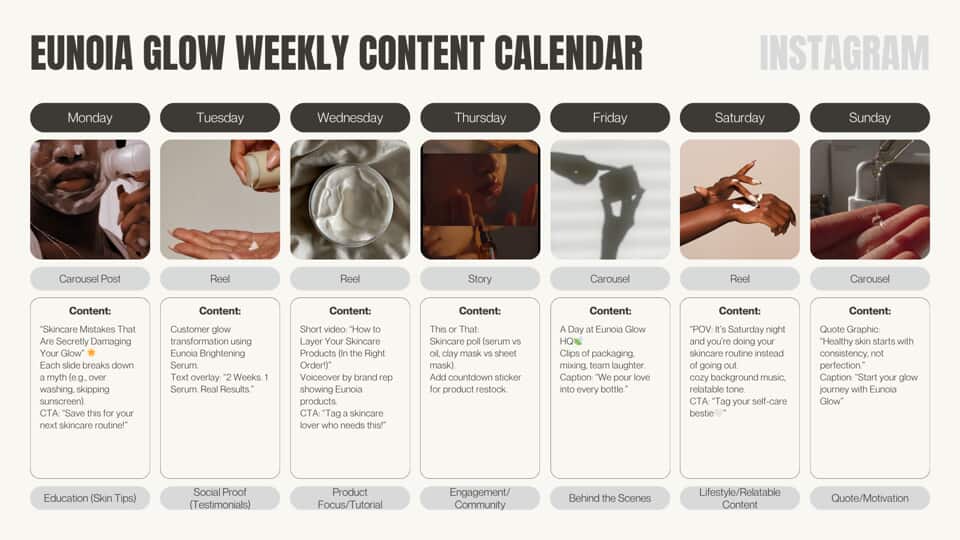 EUNOIA GLOW WEEKLY CONTENT CALENDAR
INSTAGRAM
Monday
Tuesday
Wednesday
Thursday
Friday
Saturday
Sunday
Carousel Post
Reel
Reel
Story
Carousel
Reel
Carousel
Content:
"Skincare Mistakes That
Are Secretly Damaging
Your Glow" ☀️
Each slide breaks down
a myth (e.g., over
washing, skipping
sunscreen).
CTA: "Save this for your
next skincare routine!"
Content:
Customer glow
transformation using
Eunoia Brightening
Serum.
Text overlay: "2 Weeks. 1
Serum. Real Results."
Content:
Short video: "How to
Layer Your Skincare
Products (In the Right
Order!)"
Voiceover by brand rep
showing Eunoia
products.
CTA: "Tag a skincare
lover who needs this!"
Content:
This or That:
Skincare poll (serum vs
oil, clay mask vs sheet
mask).
Add countdown sticker
for product restock.
Content:
A Day at Eunoia Glow
HQ🌿
Clips of packaging,
mixing, team laughter.
Caption: "We pour love
into every bottle."
Content:
"POV: It's Saturday night
and you're doing your
skincare routine instead
of going out.
cozy background music,
relatable tone.
CTA: "Tag your self-care
bestie🤍"
Content:
Quote Graphic:
"Healthy skin starts with
consistency, not
perfection."
Caption: "Start your glow
journey with Eunoia
Glow"
Education (Skin Tips)
Social Proof
(Testimonials)
Product
Focus/Tutorial
Engagement/
Community
Behind the Scenes
Lifestyle/Relatable
Content
Quote/Motivation